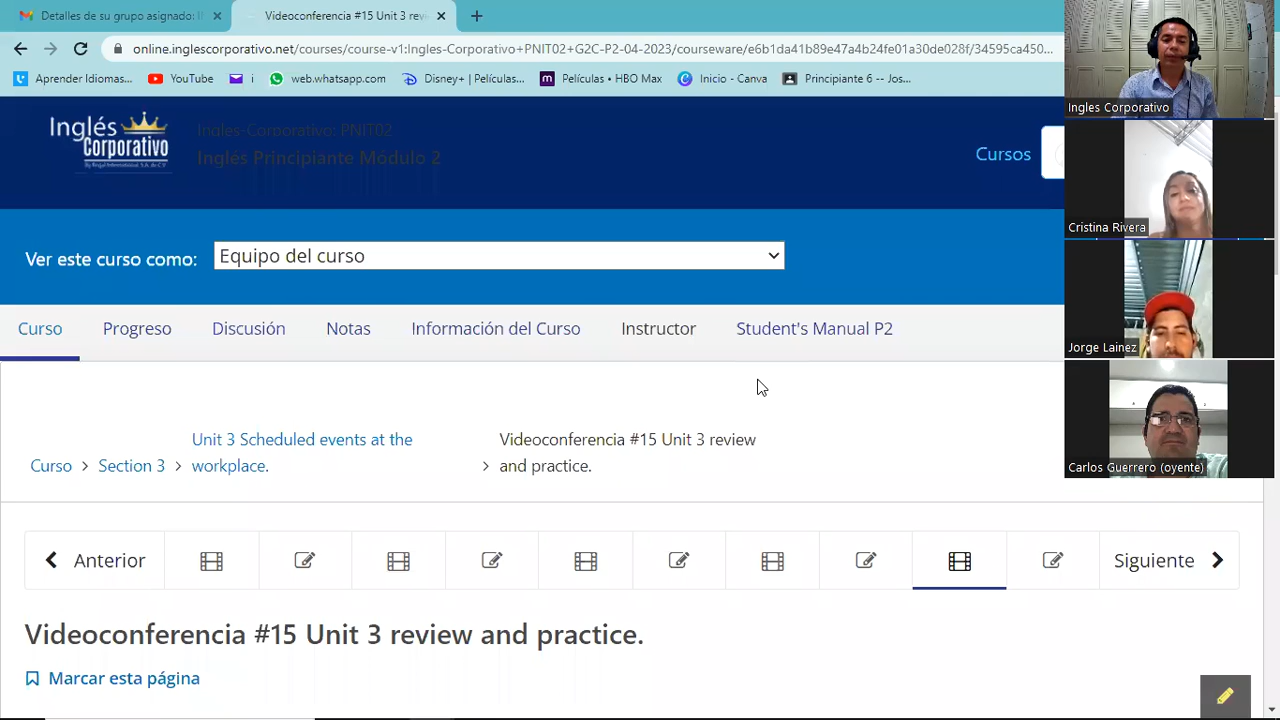 Detalles de su grupo asignado: I
Videoconferencia #15 Unit 3 rev
online.inglescorporativo.net/courses/course-v1:Ingles-Corporativo+PNIT02+G2C-P2-04-2023/courseware/
Aprender Idiomas...
YouTube
i
web.whatsapp.com
Disney+ | Películas...
Películas • HBO Max
Inicio - Canva
Principiante 6 -- Jos...
Inglés
Corporativo
Ingles-Corporativo: PNIT02
Inglés Principiante Módulo 2
Cursos
Ver este curso como:
Equipo del curso
Curso
Progreso
Discusión
Notas
Información del Curso
Instructor
Student's Manual P2
Curso > Section 3 > Unit 3 Scheduled events at the workplace. > Videoconferencia #15 Unit 3 review and practice.
Anterior
Siguiente
Videoconferencia #15 Unit 3 review and practice.
Marcar esta página
Ingles Corporativo
Cristina Rivera
Jorge Lainez
Carlos Guerrero (oyente)